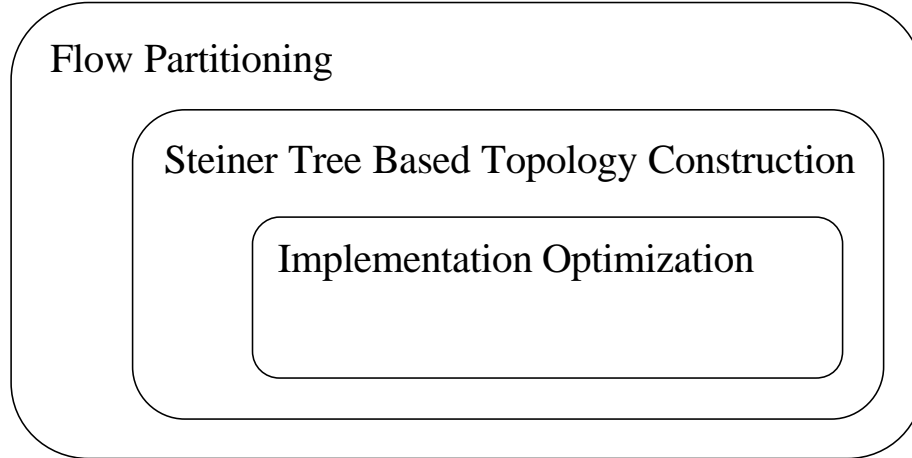 Flow Partitioning
Steiner Tree Based Topology Construction
Implementation Optimization